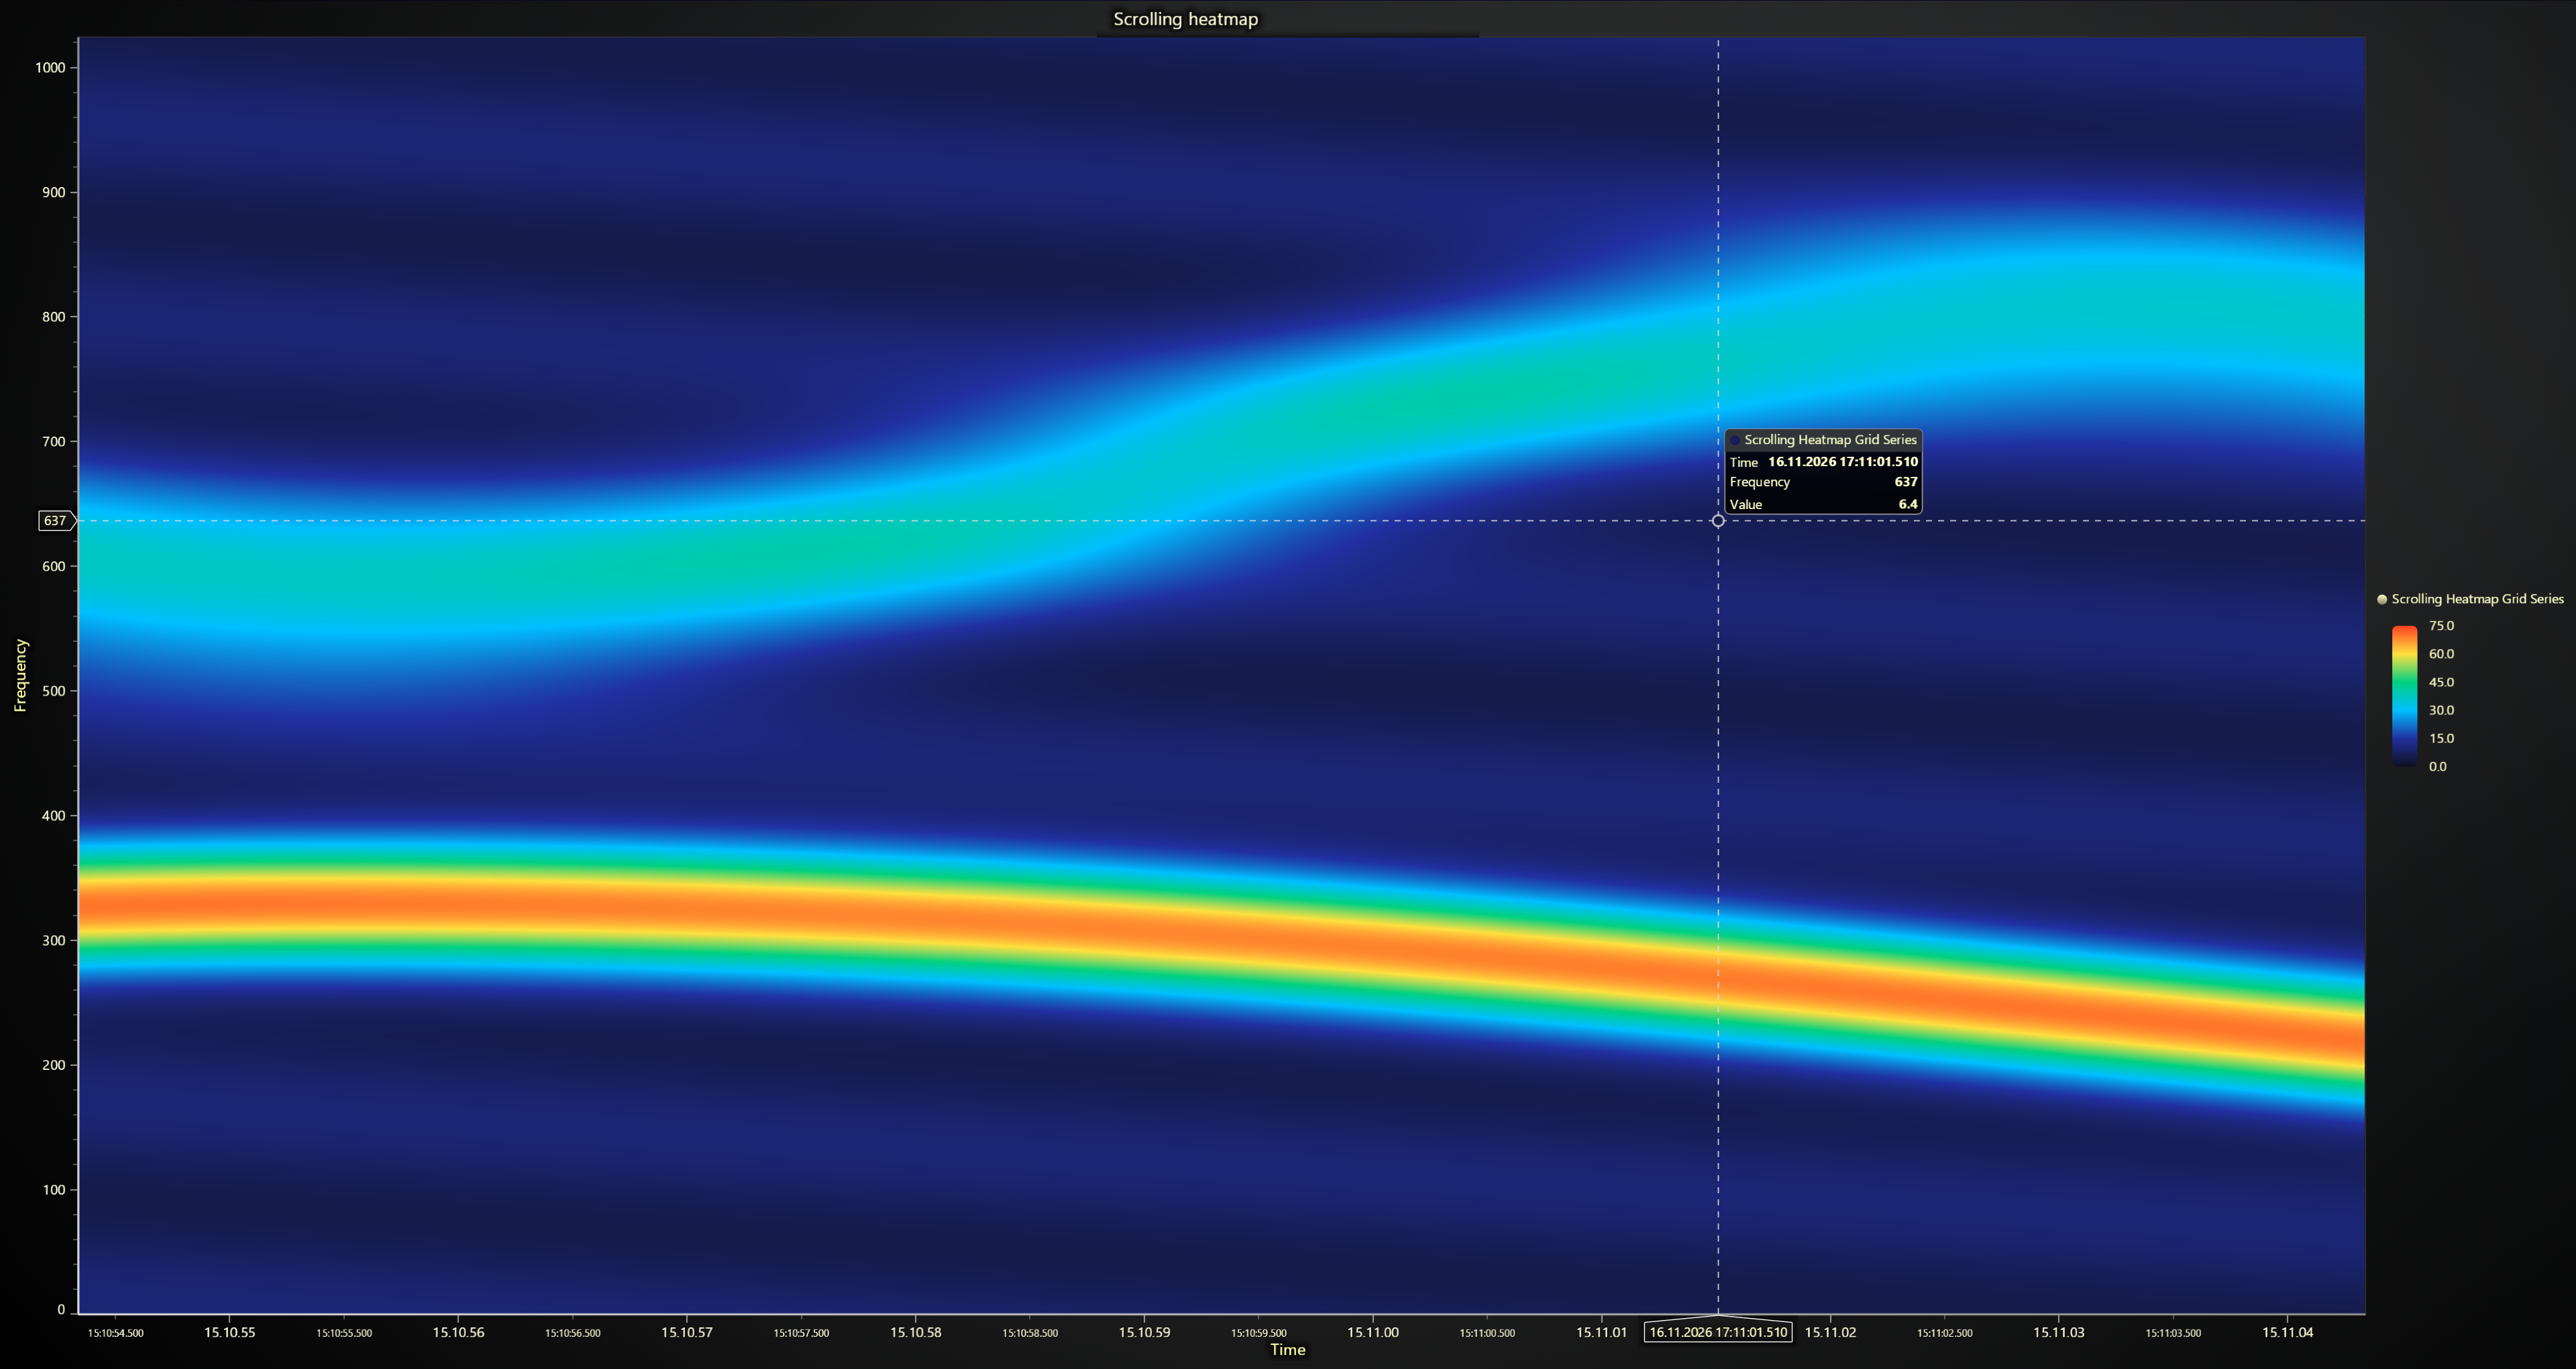 Scrolling heatmap
1000
900
800
700
637
600
500
400
300
200
100
0
Frequency
Scrolling Heatmap Grid Series
Time 16.11.2026 17:11:01.510
Frequency 637
Value 6.4
Scrolling Heatmap Grid Series
75.0
60.0
45.0
30.0
15.0
0.0
15:10:54.500 15.10.55 15:10:55.500 15.10.56 15:10:56.500 15.10.57 15:10:57.500 15.10.58 15:10:58.500 15.10.59 15:10:59.500 15.11.00 15:11:00.500 15.11.01 16.11.2026 17:11:01.510 15.11.02 15:11:02.500 15.11.03 15:11:03.500 15.11.04
Time